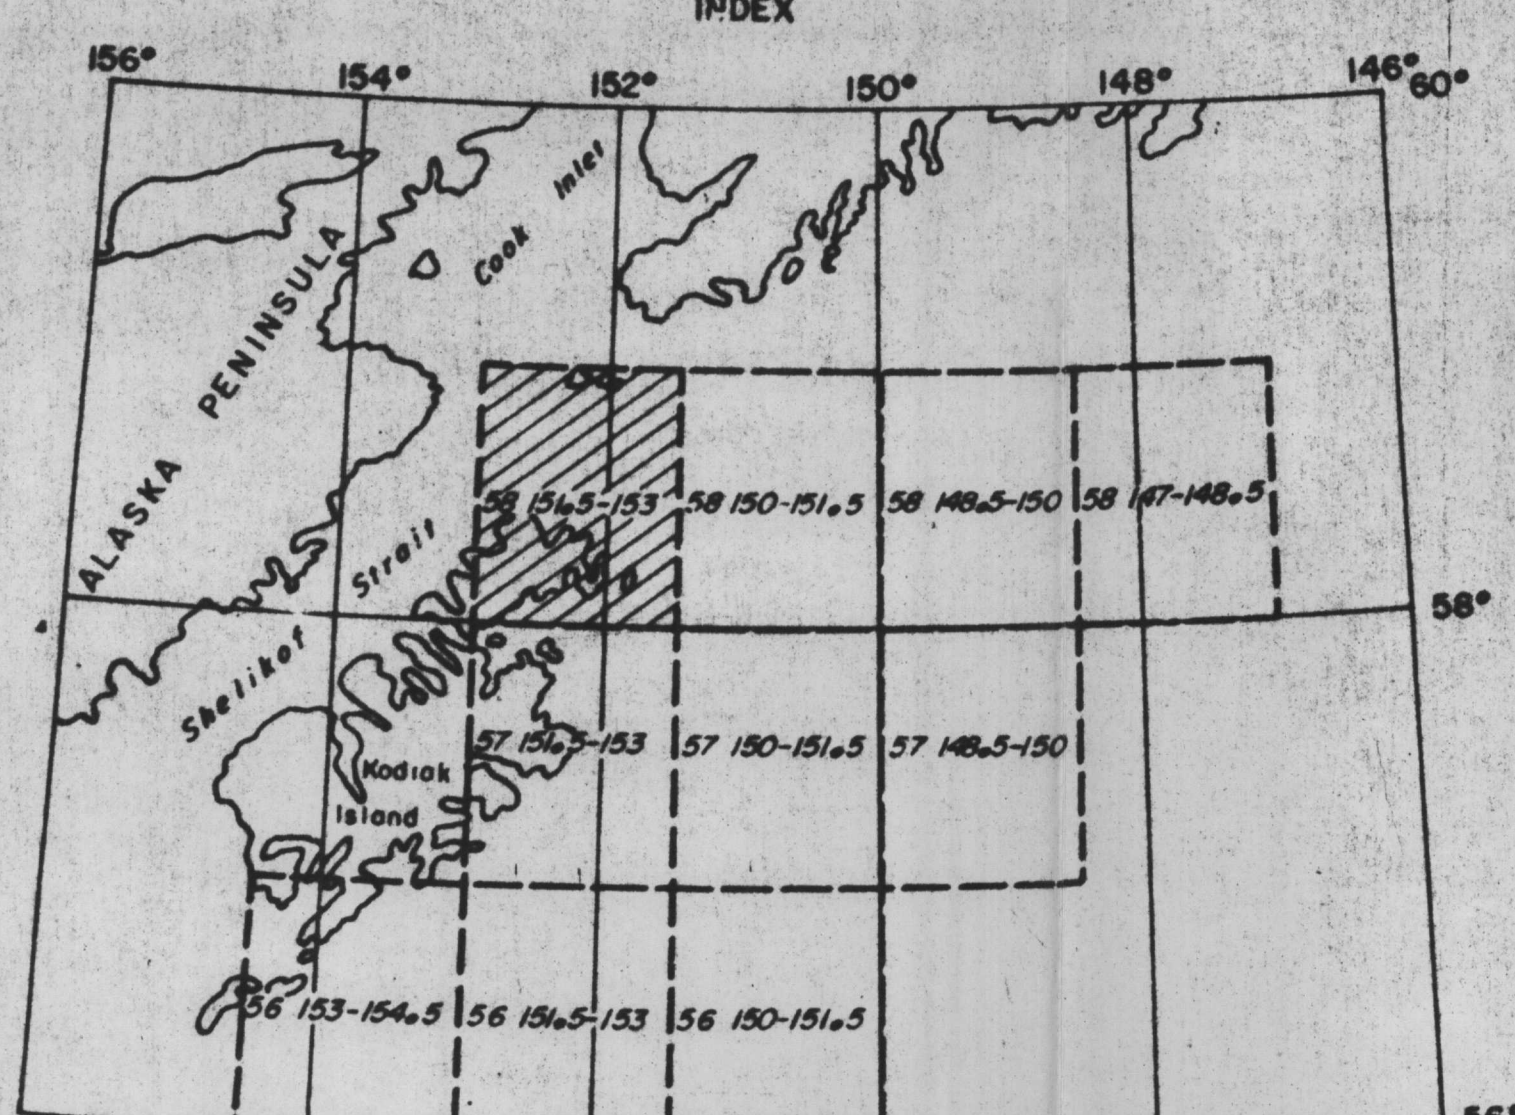 INDEX
156° 154° 152° 150° 148° 146° 60°
Cook Inlet
ALASKA PENINSULA
58 151.5-153 58 150-151.5 58 148.5-150 58 147-148.5
Shelikof Strait
58°
57 151.5-153 57 150-151.5 57 148.5-150
Kodiak
Island
56 153-154.5 56 151.5-153 56 150-151.5
56°